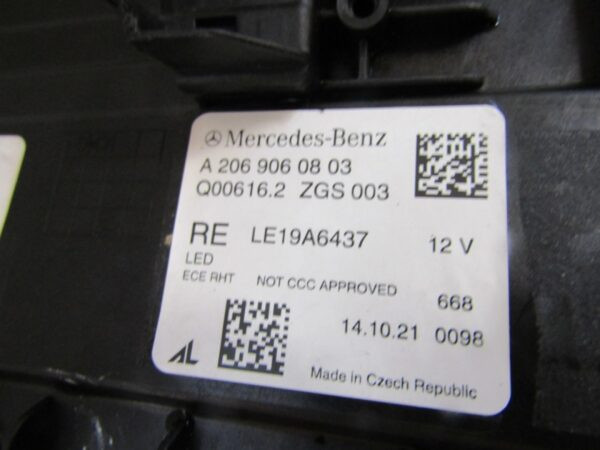 Mercedes-Benz
A 206 906 08 03
Q00616.2 ZGS 003
RE LE19A6437 12 V
LED
ECE RHT NOT CCC APPROVED
668
14.10.21 0098
AL
Made in Czech Republic